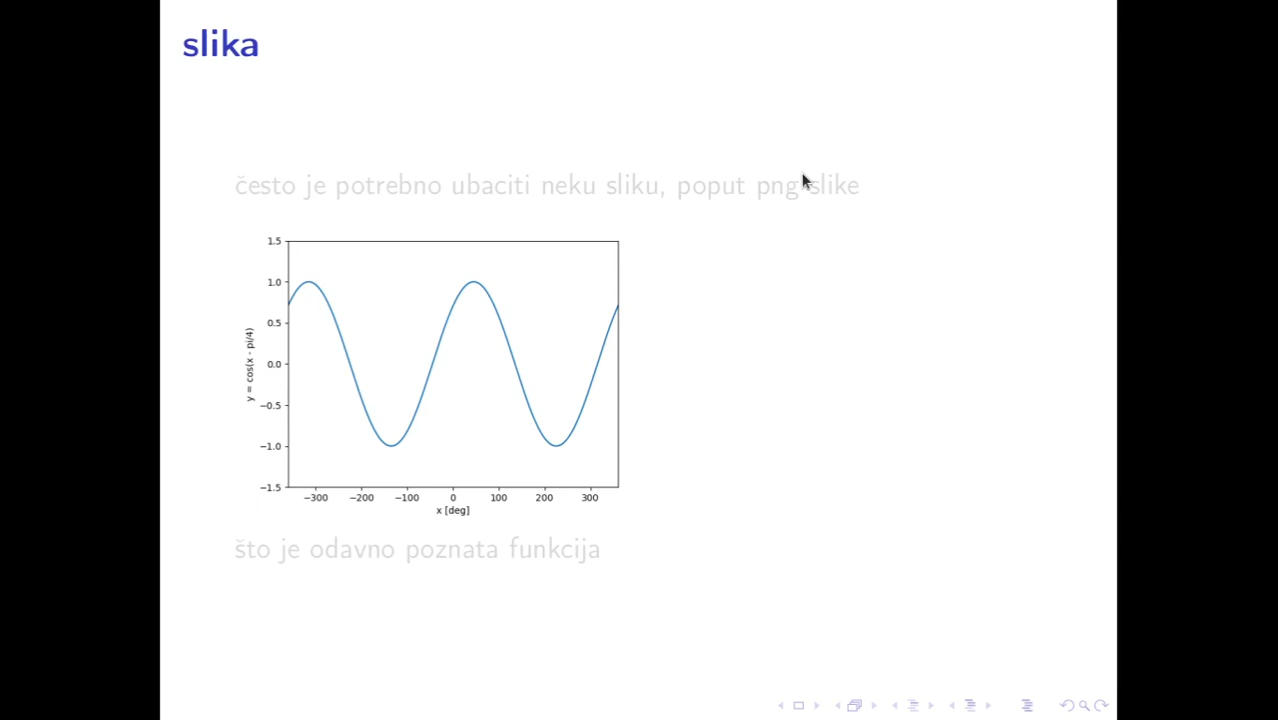 slika
često je potrebno ubaciti neku sliku, poput png slike
1.5
1.0
0.5
0.0
−0.5
−1.0
−1.5
y = cos(x - pi/4)
−300 −200 −100 0 100 200 300
x [deg]
što je odavno poznata funkcija